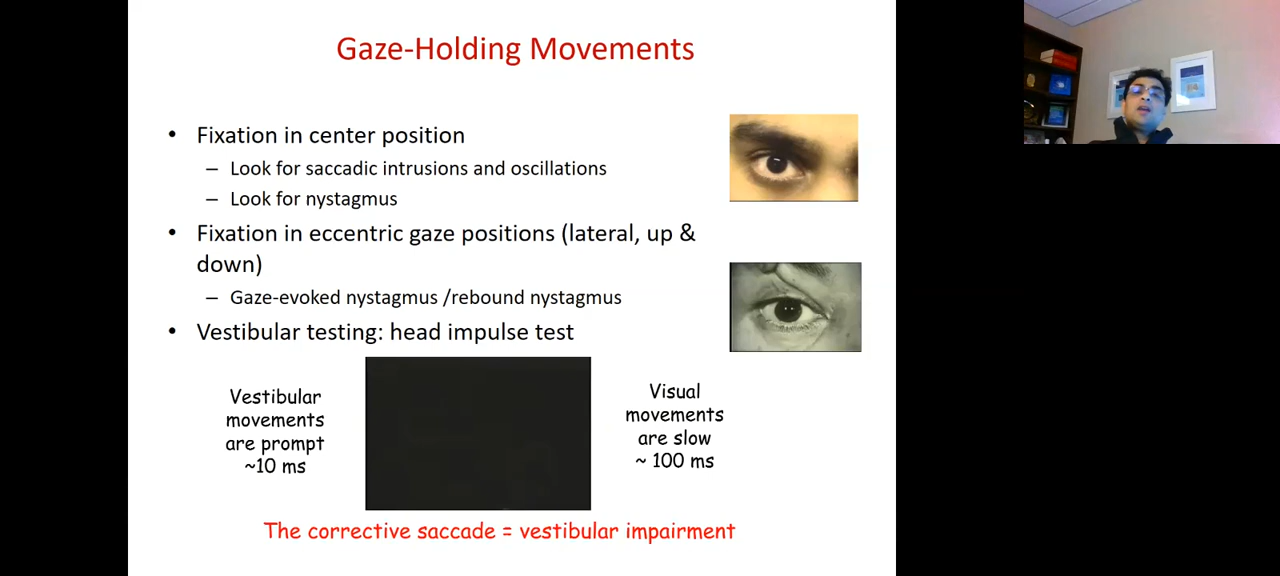 Gaze-Holding Movements
• Fixation in center position
– Look for saccadic intrusions and oscillations
– Look for nystagmus
• Fixation in eccentric gaze positions (lateral, up &
down)
– Gaze-evoked nystagmus /rebound nystagmus
• Vestibular testing: head impulse test
Vestibular
movements
are prompt
~10 ms
Visual
movements
are slow
~ 100 ms
The corrective saccade = vestibular impairment